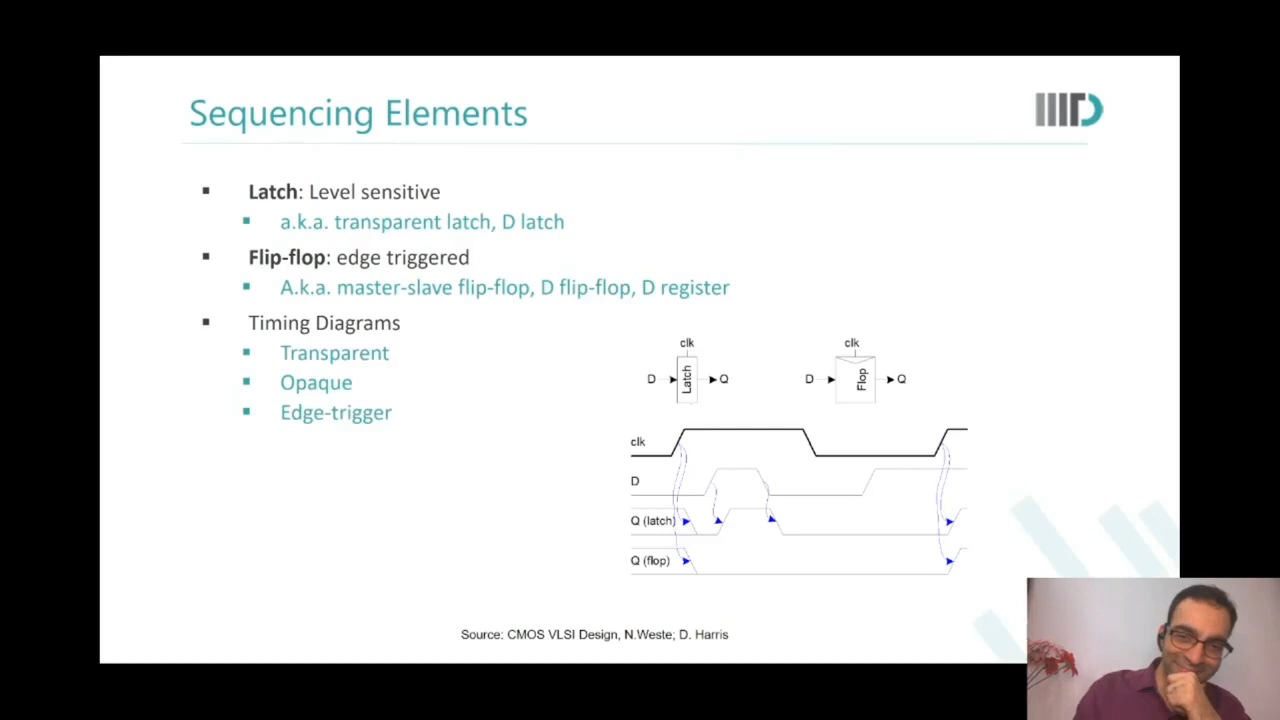 Sequencing Elements
IIITD
▪ Latch: Level sensitive
▪ a.k.a. transparent latch, D latch
▪ Flip-flop: edge triggered
▪ A.k.a. master-slave flip-flop, D flip-flop, D register
▪ Timing Diagrams
▪ Transparent
▪ Opaque
▪ Edge-trigger
clk clk
D Latch Q D Flop Q
clk
D
Q (latch)
Q (flop)
Source: CMOS VLSI Design, N.Weste; D. Harris